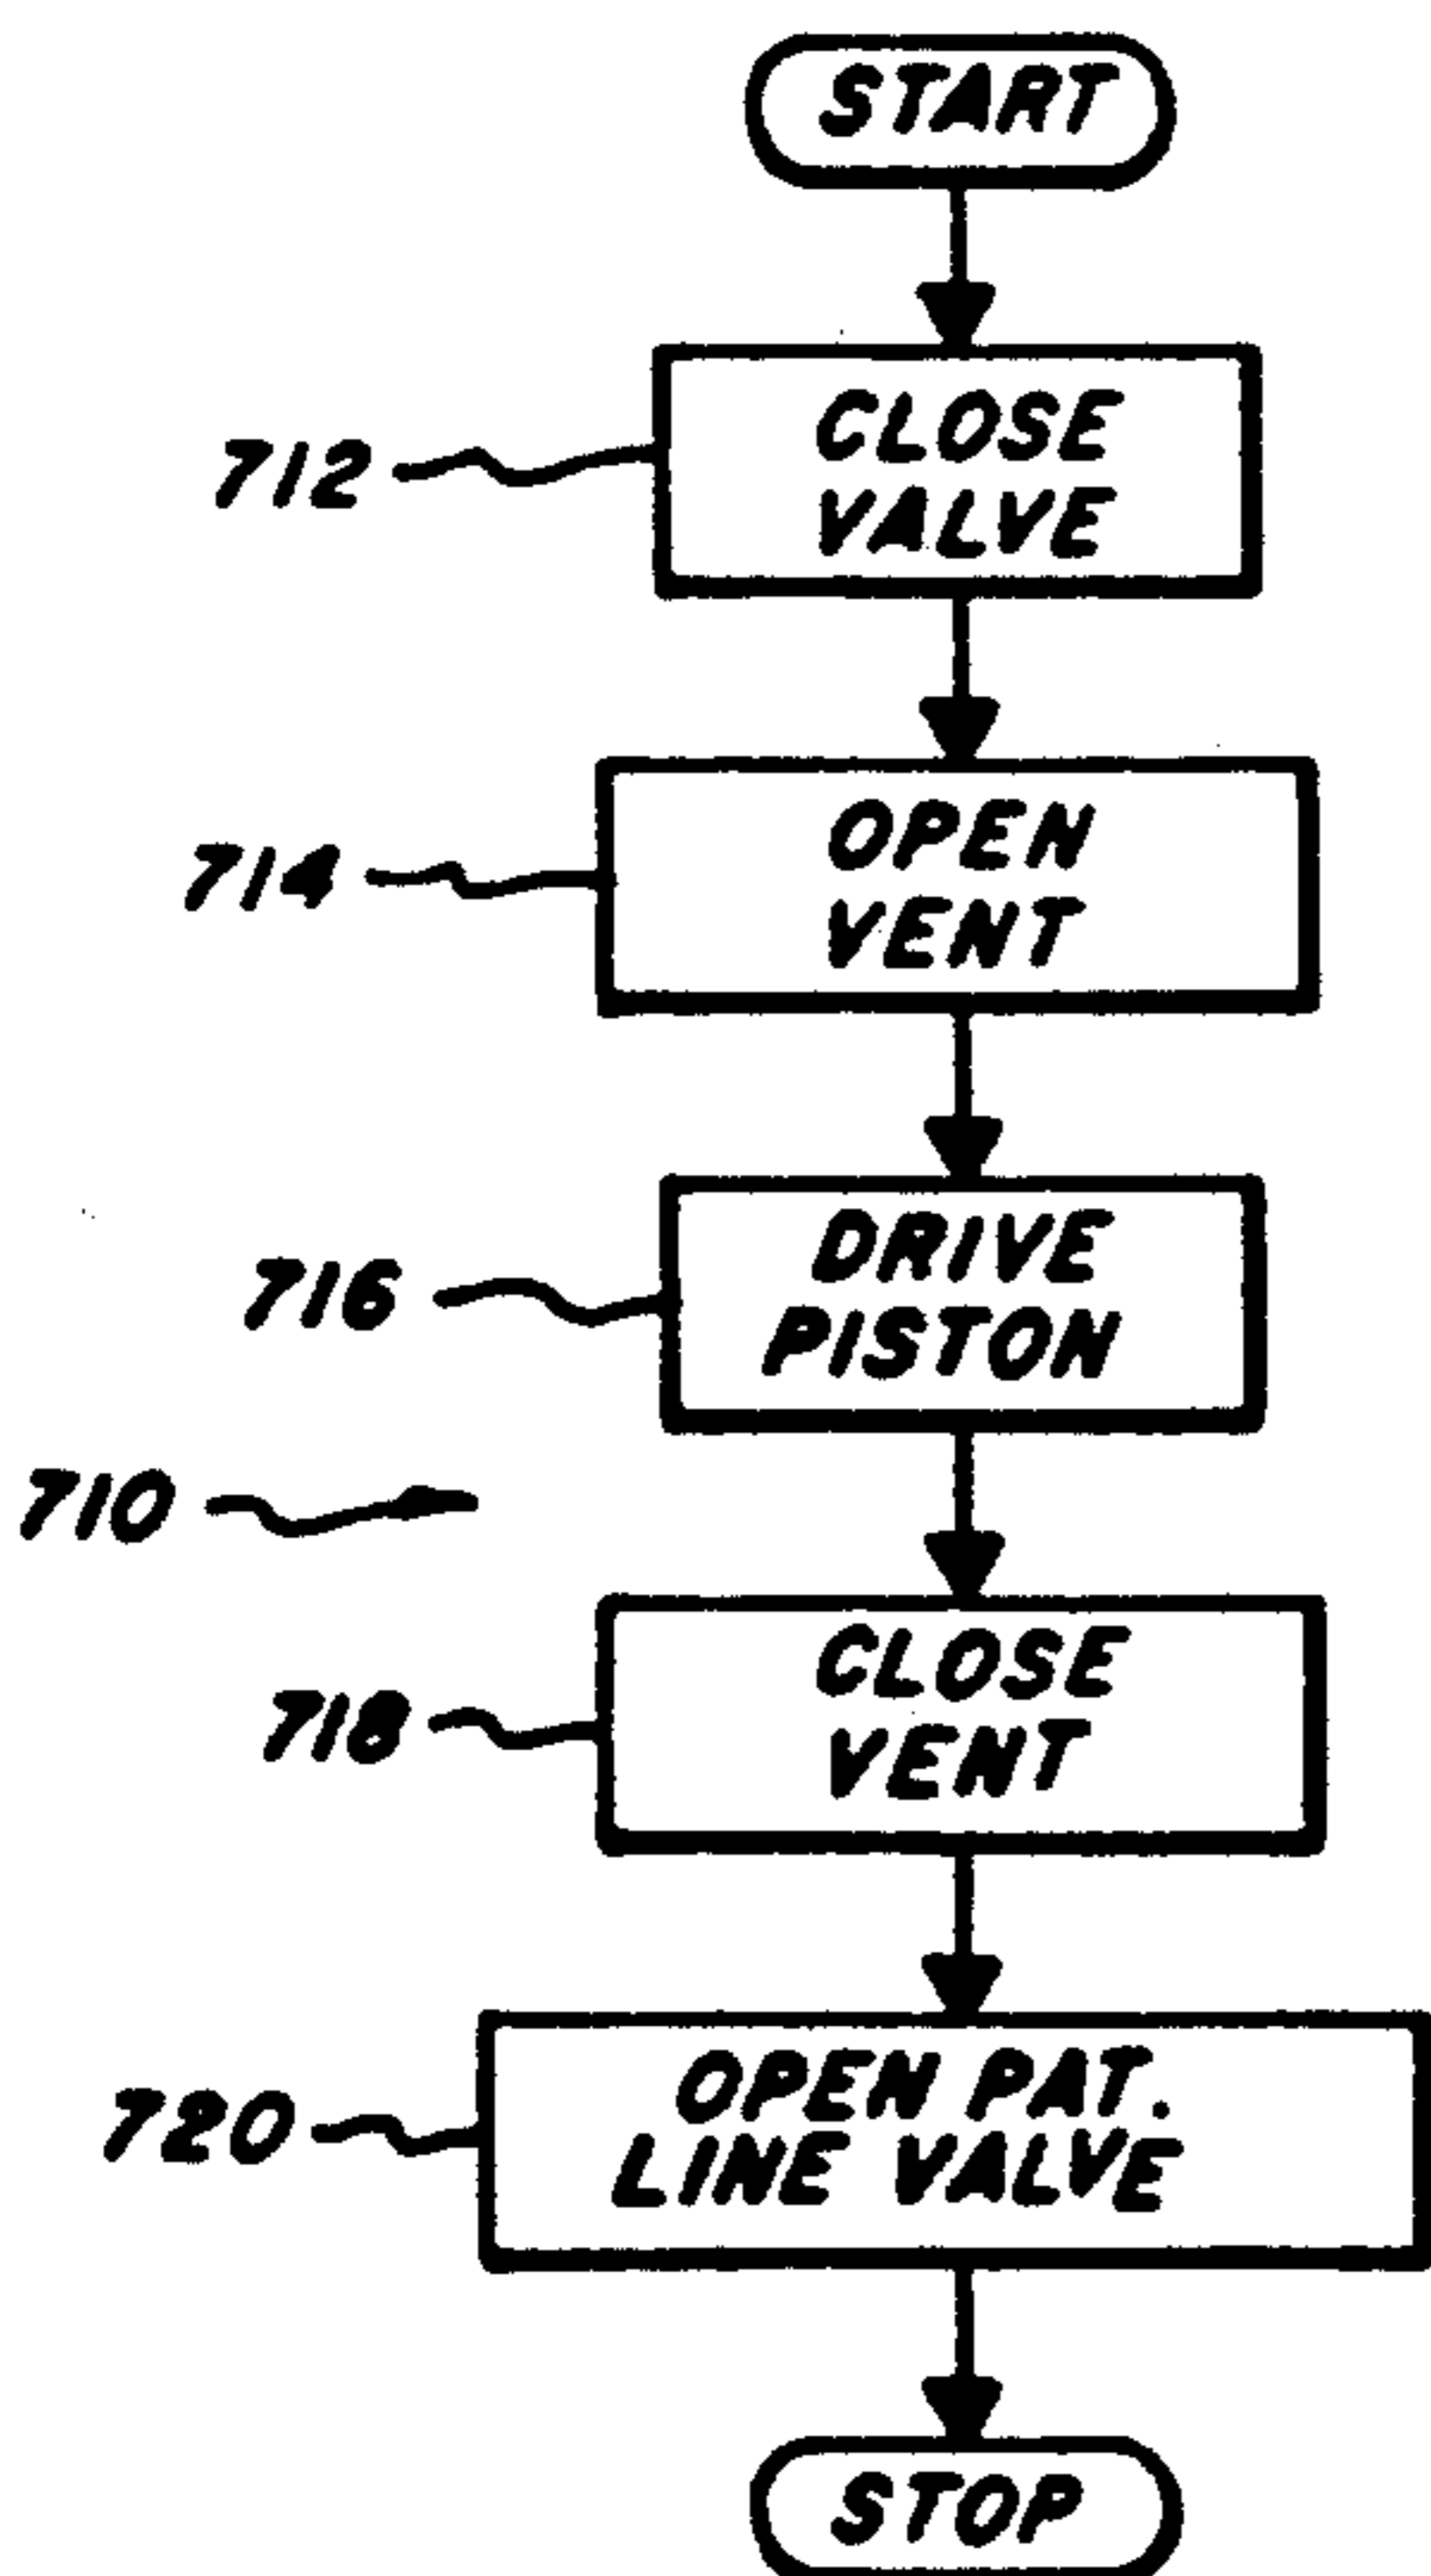 START
712
CLOSE
VALVE
714
OPEN
VENT
716
DRIVE
PISTON
710
718
CLOSE
VENT
720
OPEN PAT.
LINE VALVE
STOP